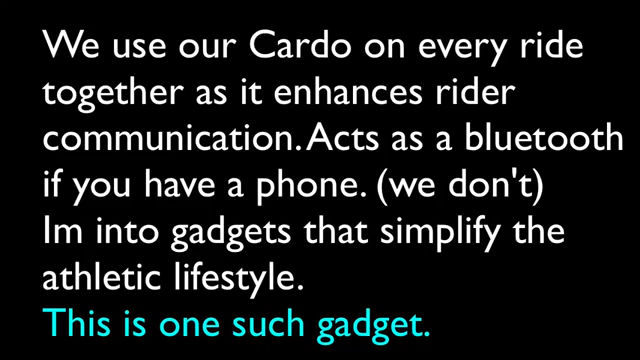 We use our Cardo on every ride
together as it enhances rider
communication. Acts as a bluetooth
if you have a phone. (we don't)
Im into gadgets that simplify the
athletic lifestyle.
This is one such gadget.